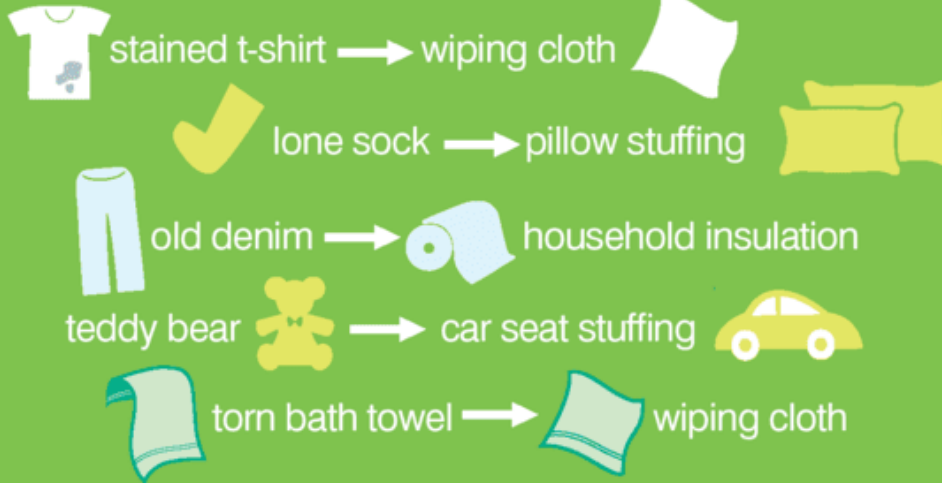 stained t-shirt → wiping cloth
lone sock → pillow stuffing
old denim → household insulation
teddy bear → car seat stuffing
torn bath towel → wiping cloth